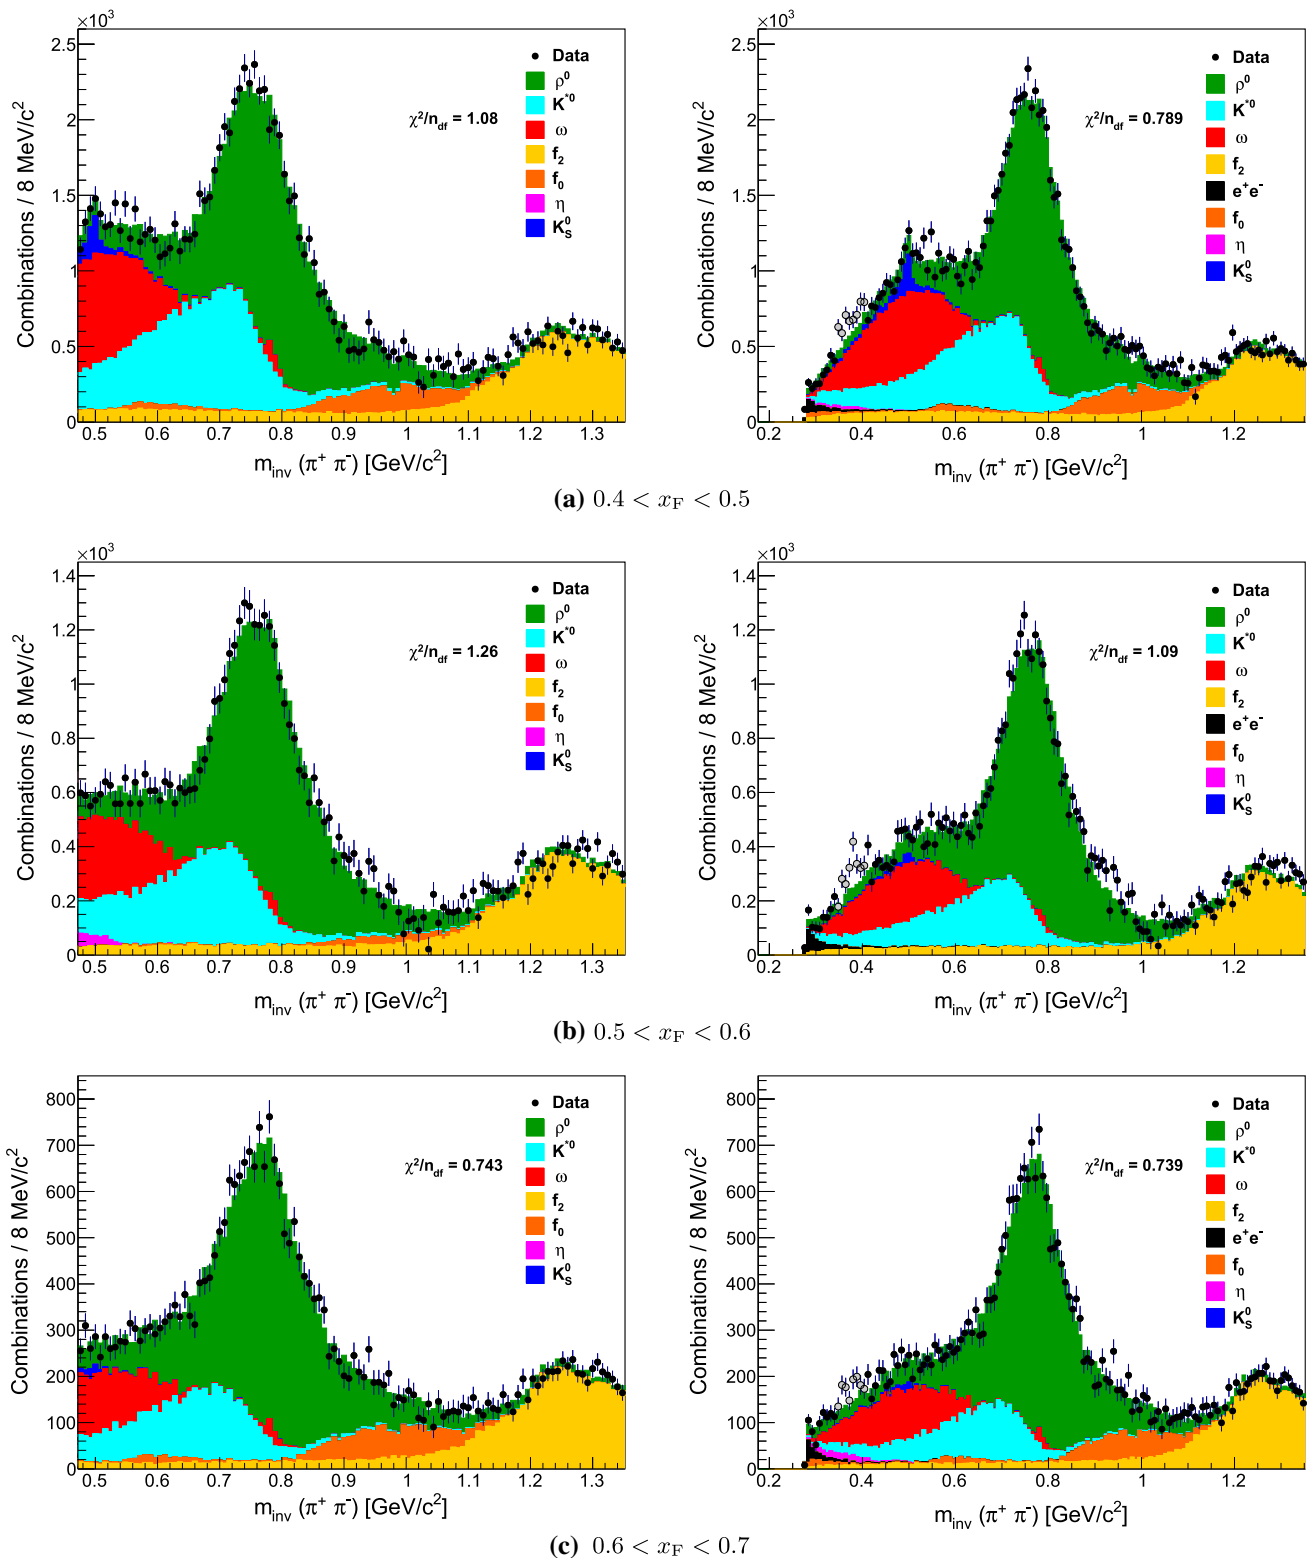 ×10³
2.5
2
1.5
1
0.5
0
Combinations / 8 MeV/c²
Data
ρ⁰
K*⁰
ω
f₂
f₀
η
K⁰S
χ²/n_df = 1.08
0.5 0.6 0.7 0.8 0.9 1 1.1 1.2 1.3
m_inv (π⁺ π⁻) [GeV/c²]
×10³
2.5
2
1.5
1
0.5
0
Combinations / 8 MeV/c²
Data
ρ⁰
K*⁰
ω
f₂
e⁺e⁻
f₀
η
K⁰S
χ²/n_df = 0.789
0.2 0.4 0.6 0.8 1 1.2
m_inv (π⁺ π⁻) [GeV/c²]
(a) 0.4 < x_F < 0.5
×10³
1.4
1.2
1
0.8
0.6
0.4
0.2
0
Combinations / 8 MeV/c²
Data
ρ⁰
K*⁰
ω
f₂
f₀
η
K⁰S
χ²/n_df = 1.26
0.5 0.6 0.7 0.8 0.9 1 1.1 1.2 1.3
m_inv (π⁺ π⁻) [GeV/c²]
×10³
1.4
1.2
1
0.8
0.6
0.4
0.2
0
Combinations / 8 MeV/c²
Data
ρ⁰
K*⁰
ω
f₂
e⁺e⁻
f₀
η
K⁰S
χ²/n_df = 1.09
0.2 0.4 0.6 0.8 1 1.2
m_inv (π⁺ π⁻) [GeV/c²]
(b) 0.5 < x_F < 0.6
800
700
600
500
400
300
200
100
0
Combinations / 8 MeV/c²
Data
ρ⁰
K*⁰
ω
f₂
f₀
η
K⁰S
χ²/n_df = 0.743
0.5 0.6 0.7 0.8 0.9 1 1.1 1.2 1.3
m_inv (π⁺ π⁻) [GeV/c²]
800
700
600
500
400
300
200
100
0
Combinations / 8 MeV/c²
Data
ρ⁰
K*⁰
ω
f₂
e⁺e⁻
f₀
η
K⁰S
χ²/n_df = 0.739
0.2 0.4 0.6 0.8 1 1.2
m_inv (π⁺ π⁻) [GeV/c²]
(c) 0.6 < x_F < 0.7